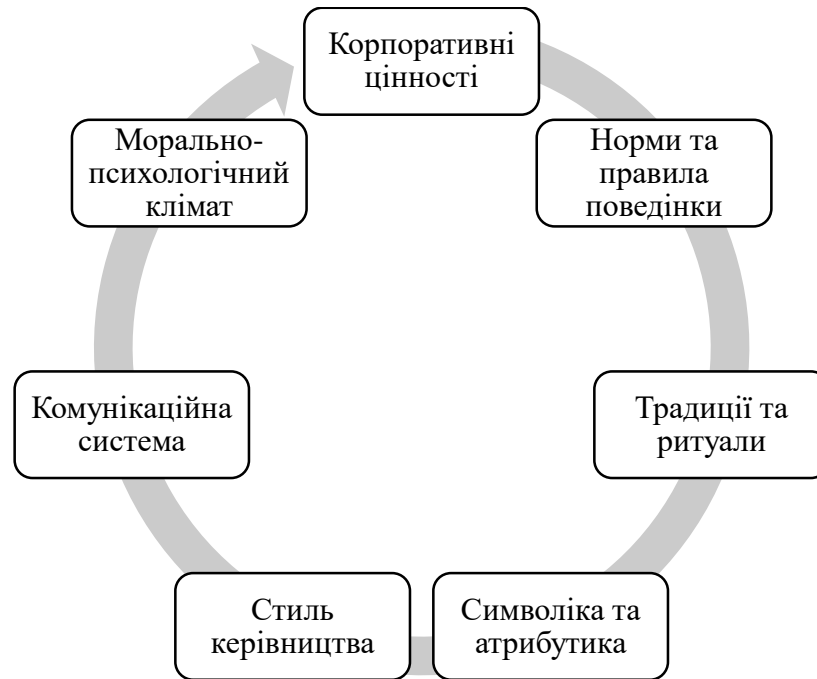 Корпоративні
цінності
Норми та
правила
поведінки
Традиції та
ритуали
Символіка та
атрибутика
Стиль
керівництва
Комунікаційна
система
Морально-
психологічний
клімат